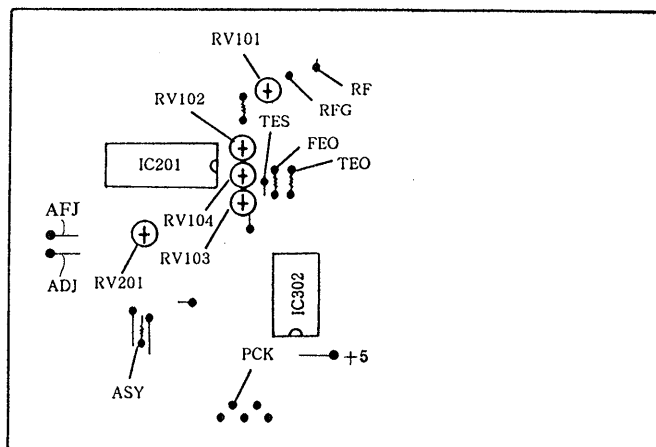 RV101
RF
RFG
RV102
TES
FEO
TEO
IC201
AFJ
RV104
RV103
ADJ
RV201
IC302
PCK
+5
ASY